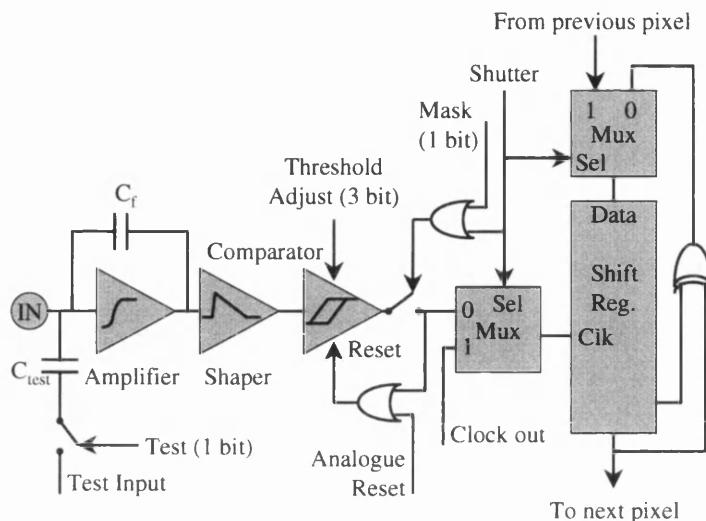 From previous pixel
Shutter
Mask
(1 bit)
1 0
Mux
Sel
Threshold
Adjust (3 bit)
Cf
Comparator
Data
Shift
Reg.
Clk
IN
0 Sel
Mux
1
Reset
Ctest
Amplifier
Shaper
Test (1 bit)
Clock out
Test Input
Analogue
Reset
To next pixel